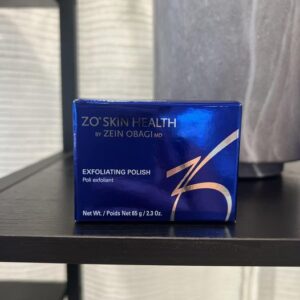 ZO® SKIN HEALTH
BY ZEIN OBAGI MD
EXFOLIATING POLISH
Poli exfoliant
Net Wt. / Poids Net 65 g / 2.3 Oz.